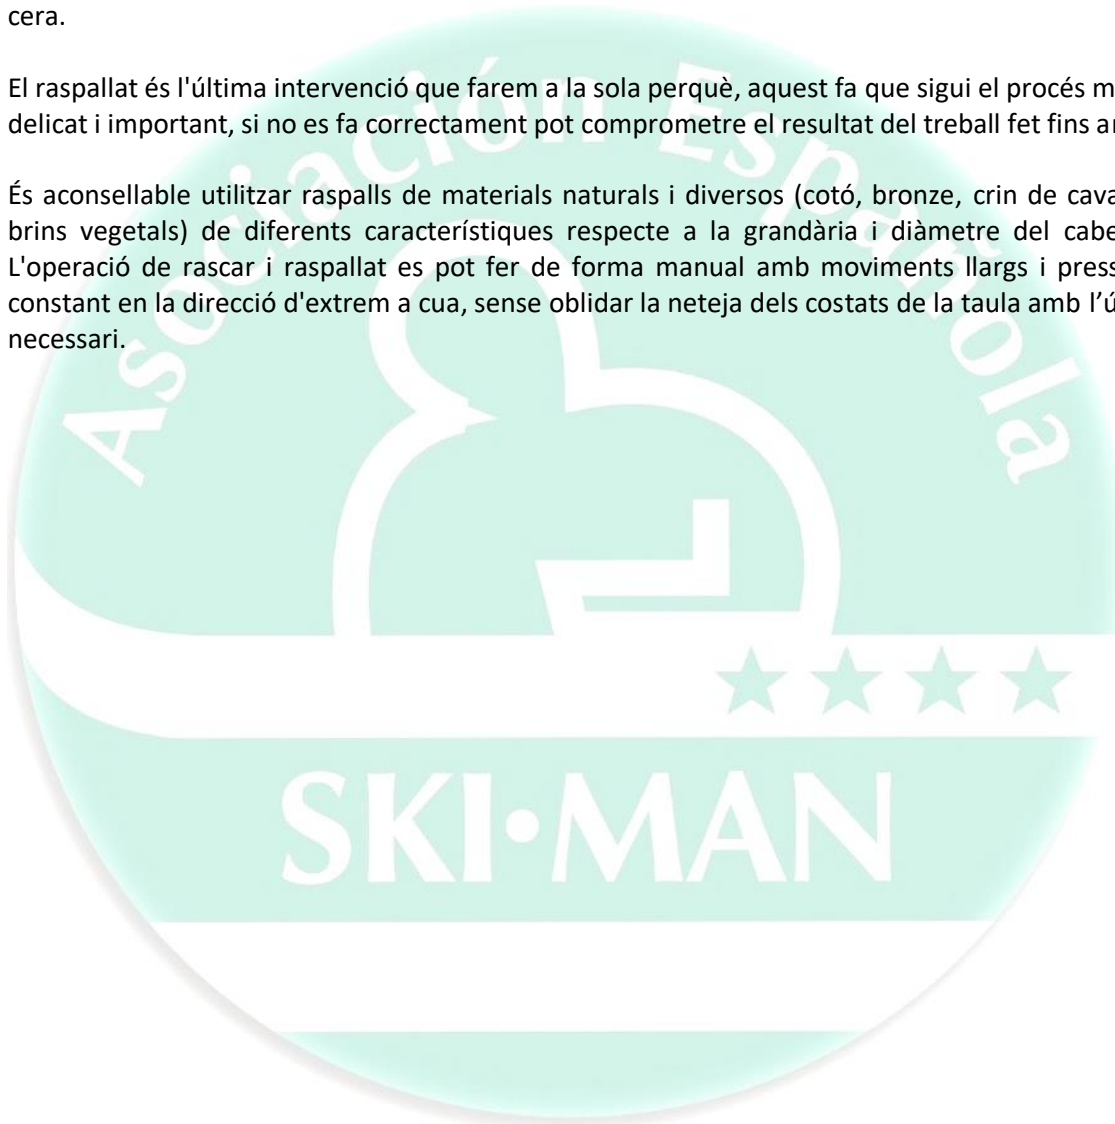 cera.
El raspallat és l'última intervenció que farem a la sola perquè, aquest fa que sigui el procés
delicat i important, si no es fa correctament pot comprometre el resultat del treball fet fins
És aconsellable utilitzar raspalls de materials naturals i diversos (cotó, bronze, crin de
brins vegetals) de diferents característiques respecte a la grandària i diàmetre del
L'operació de rascar i raspallat es pot fer de forma manual amb moviments llargs i
constant en la direcció d'extrem a cua, sense oblidar la neteja dels costats de la taula amb
necessari.
Asociación Española
SKI·MAN